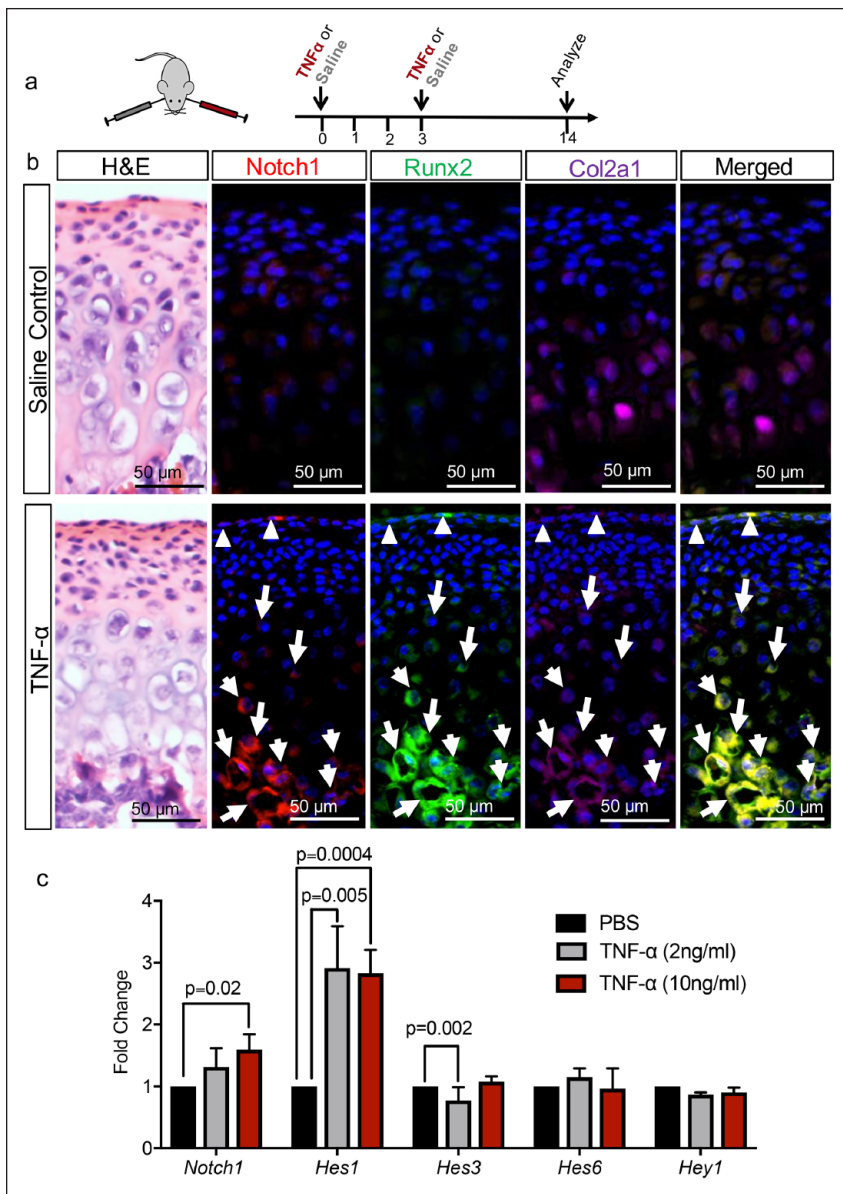 a
TNFα or
Saline
TNFα or
Saline
Analyze
0 1 2 3 14
b
H&E Notch1 Runx2 Col2a1 Merged
Saline Control
50 µm 50 µm 50 µm 50 µm 50 µm
TNF-α
50 µm 50 µm 50 µm 50 µm 50 µm
c
p=0.0004
p=0.005
p=0.02
p=0.002
PBS
TNF-α (2ng/ml)
TNF-α (10ng/ml)
Fold Change
4
3
2
1
0
Notch1 Hes1 Hes3 Hes6 Hey1